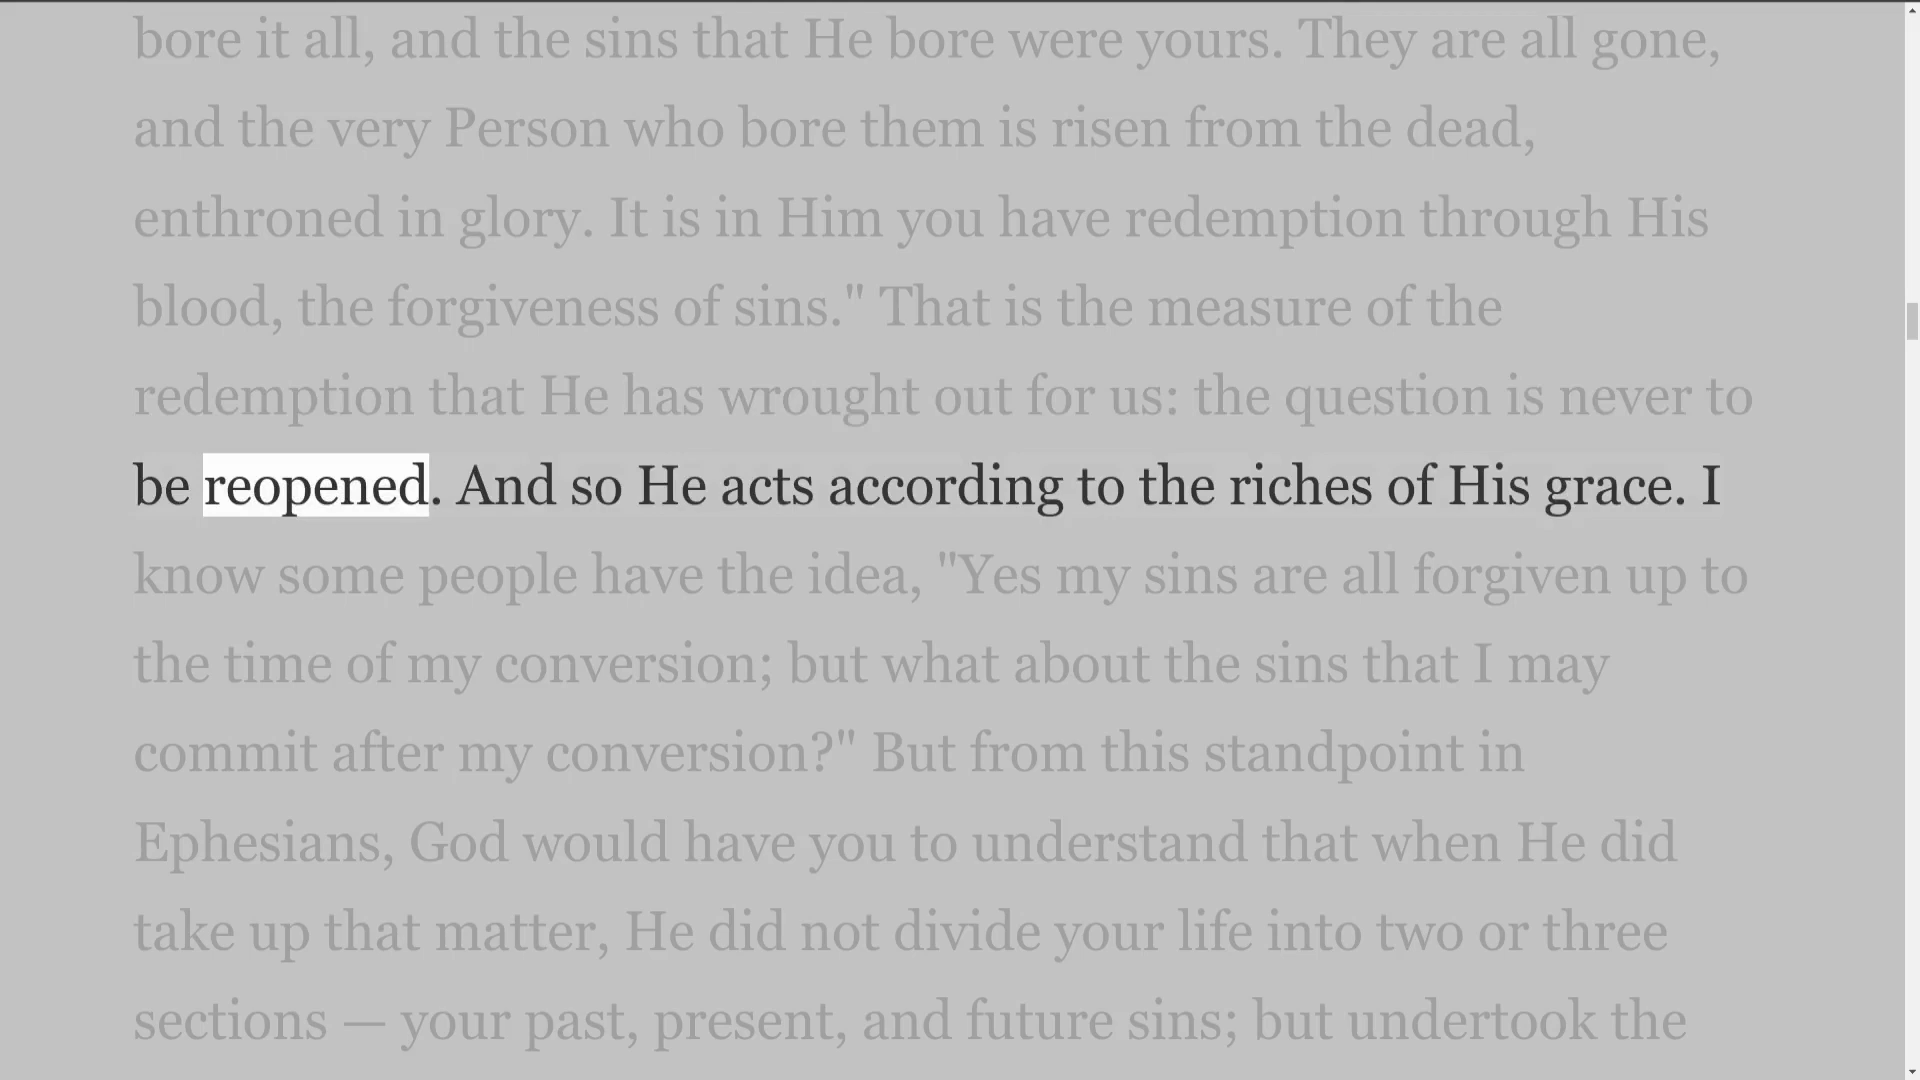 bore it all, and the sins that He bore were yours. They are all gone,
and the very Person who bore them is risen from the dead,
enthroned in glory. It is in Him you have redemption through His
blood, the forgiveness of sins." That is the measure of the
redemption that He has wrought out for us: the question is never to
be reopened. And so He acts according to the riches of His grace. I
know some people have the idea, "Yes my sins are all forgiven up to
the time of my conversion; but what about the sins that I may
commit after my conversion?" But from this standpoint in
Ephesians, God would have you to understand that when He did
take up that matter, He did not divide your life into two or three
sections — your past, present, and future sins; but undertook the